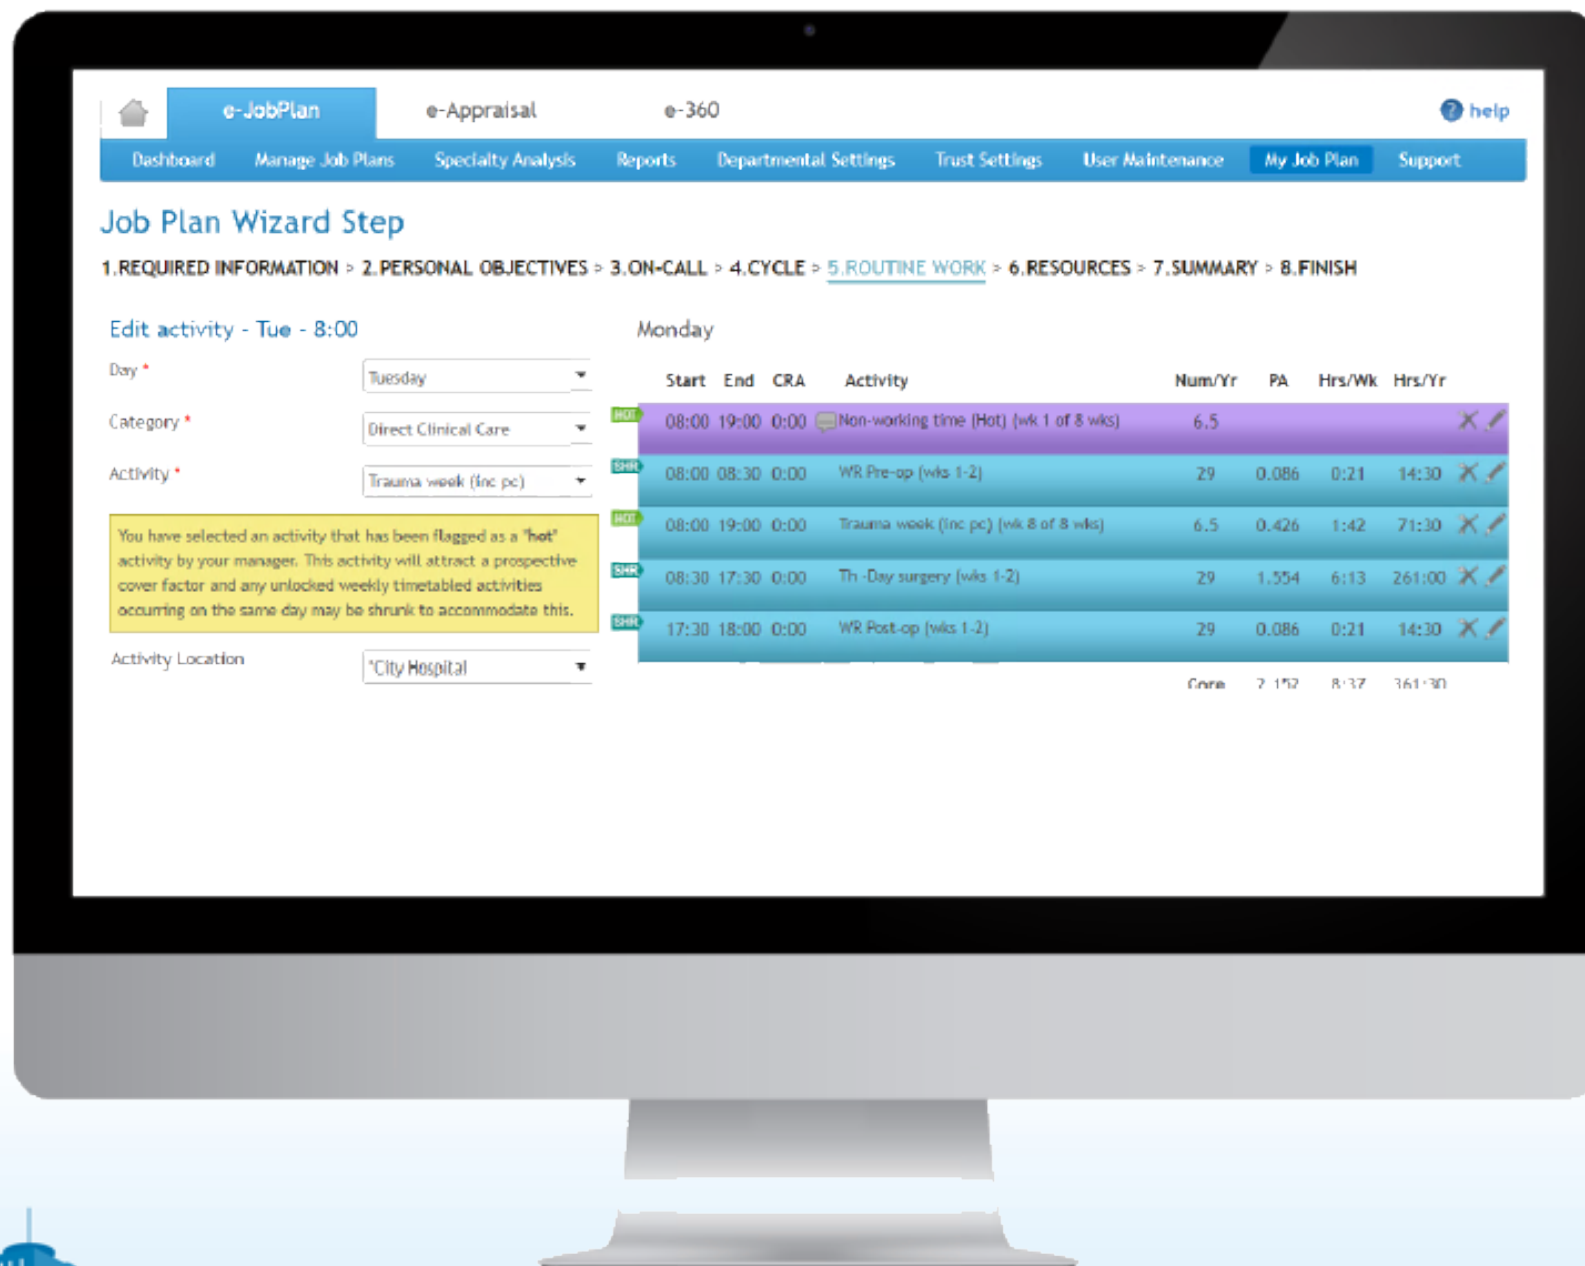 e-JobPlan e-Appraisal e-360 ? help
Dashboard Manage Job Plans Specialty Analysis Reports Departmental Settings Trust Settings User Maintenance My Job Plan Support
Job Plan Wizard Step
1.REQUIRED INFORMATION > 2.PERSONAL OBJECTIVES > 3.ON-CALL > 4.CYCLE > 5.ROUTINE WORK > 6.RESOURCES > 7.SUMMARY > 8.FINISH
Edit activity - Tue - 8:00
Day * Tuesday
Category * Direct Clinical Care
Activity * Trauma week (inc pc)
You have selected an activity that has been flagged as a "hot"
activity by your manager. This activity will attract a prospective
cover factor and any unlocked weekly timetabled activities
occurring on the same day may be shrunk to accommodate this.
Activity Location *City Hospital
Monday
Start End CRA Activity Num/Yr PA Hrs/Wk Hrs/Yr
HOT 08:00 19:00 0:00 Non-working time (Hot) (wk 1 of 8 wks) 6.5
SHR 08:00 08:30 0:00 WR Pre-op (wks 1-2) 29 0.086 0:21 14:30
HOT 08:00 19:00 0:00 Trauma week (inc pc) (wk 8 of 8 wks) 6.5 0.426 1:42 71:30
SHR 08:30 17:30 0:00 Th -Day surgery (wks 1-2) 29 1.554 6:13 261:00
SHR 17:30 18:00 0:00 WR Post-op (wks 1-2) 29 0.086 0:21 14:30
Core 2.152 8:37 361:30